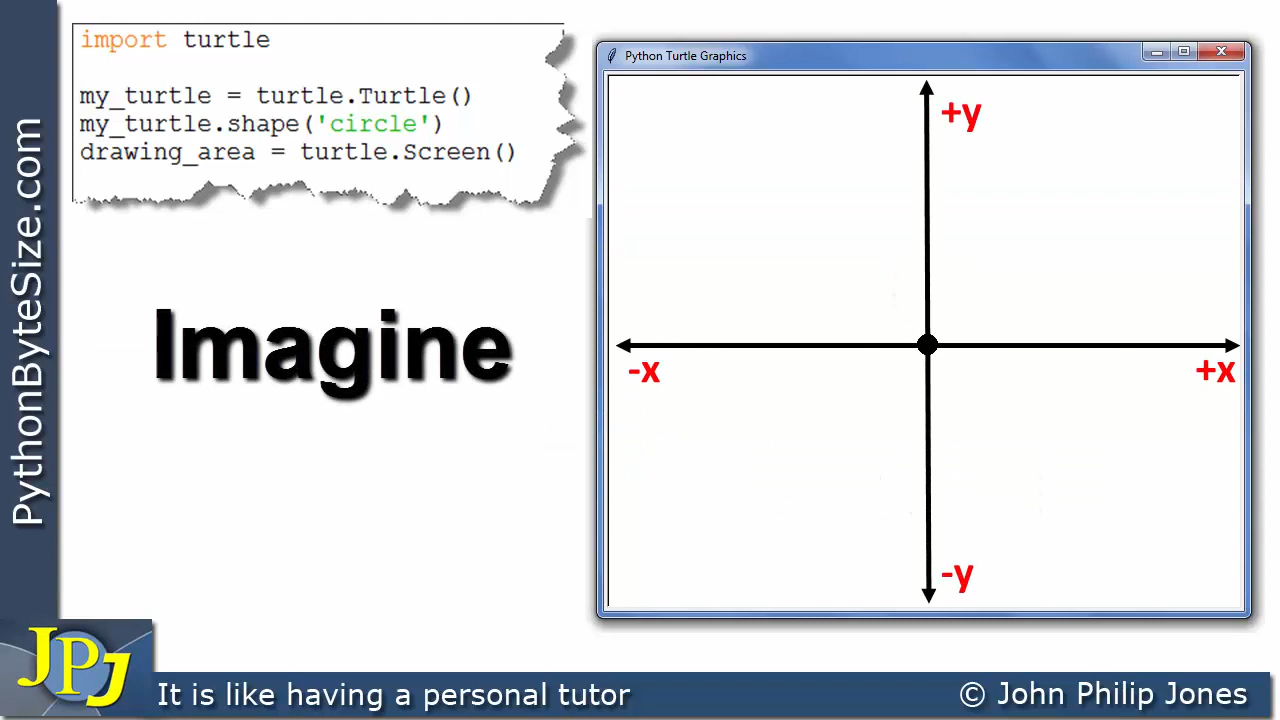 import turtle
my_turtle = turtle.Turtle()
my_turtle.shape('circle')
drawing_area = turtle.Screen()
Imagine
Python Turtle Graphics
+y
-x
+x
-y
PythonByteSize.com
JPJ
It is like having a personal tutor
© John Philip Jones